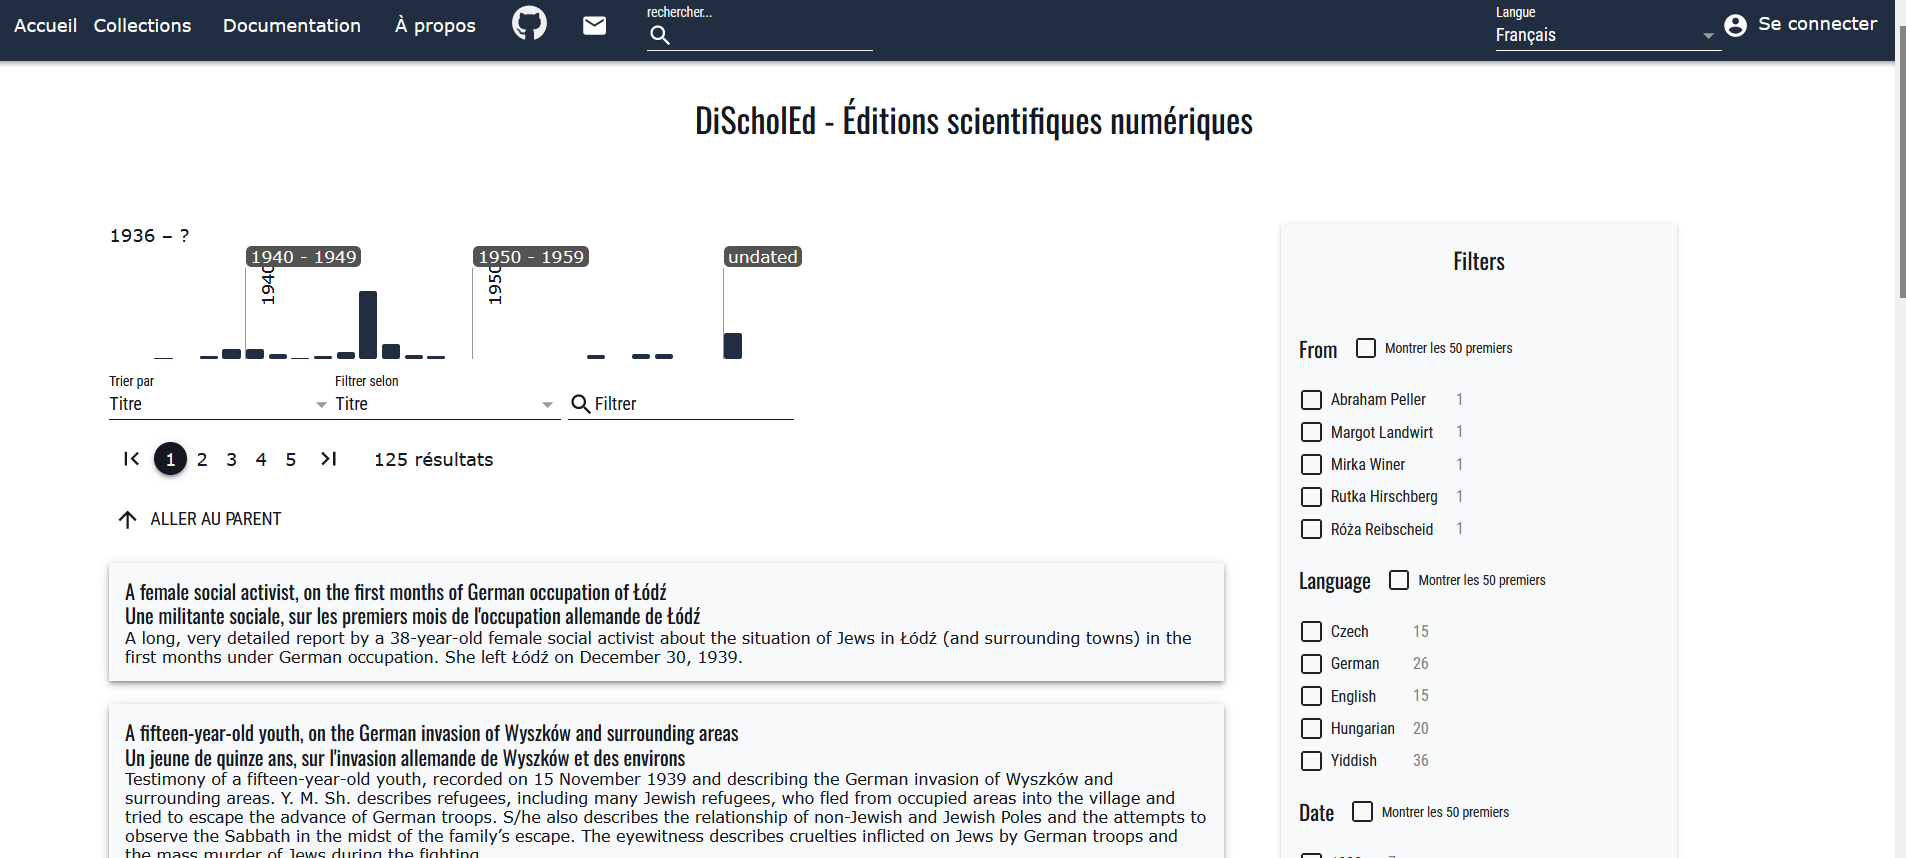 Accueil Collections Documentation À propos rechercher... Langue Français Se connecter
DiScholEd - Éditions scientifiques numériques
1936 – ?
1940 - 1949 1950 - 1959 undated
1940 1950
Trier par Filtrer selon
Titre Titre Filtrer
1 2 3 4 5 125 résultats
ALLER AU PARENT
A female social activist, on the first months of German occupation of Łódź
Une militante sociale, sur les premiers mois de l'occupation allemande de Łódź
A long, very detailed report by a 38-year-old female social activist about the situation of Jews in Łódź (and surrounding towns) in the
first months under German occupation. She left Łódź on December 30, 1939.
A fifteen-year-old youth, on the German invasion of Wyszków and surrounding areas
Un jeune de quinze ans, sur l'invasion allemande de Wyszków et des environs
Testimony of a fifteen-year-old youth, recorded on 15 November 1939 and describing the German invasion of Wyszków and
surrounding areas. Y. M. Sh. describes refugees, including many Jewish refugees, who fled from occupied areas into the village and
tried to escape the advance of German troops. S/he also describes the relationship of non-Jewish and Jewish Poles and the attempts to
observe the Sabbath in the midst of the family’s escape. The eyewitness describes cruelties inflicted on Jews by German troops and
the mass murder of Jews during the fighting.
Filters
From Montrer les 50 premiers
Abraham Peller 1
Margot Landwirt 1
Mirka Winer 1
Rutka Hirschberg 1
Róża Reibscheid 1
Language Montrer les 50 premiers
Czech 15
German 26
English 15
Hungarian 20
Yiddish 36
Date Montrer les 50 premiers